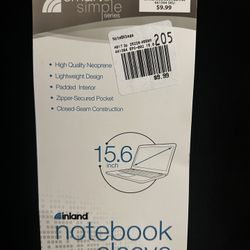 simple
series
$9.99
205
$9.99
• High Quality Neoprene
• Lightweight Design
• Padded Interior
• Zipper-Secured Pocket
• Closed-Seam Construction
15.6
inch
inland
notebook
sleeve